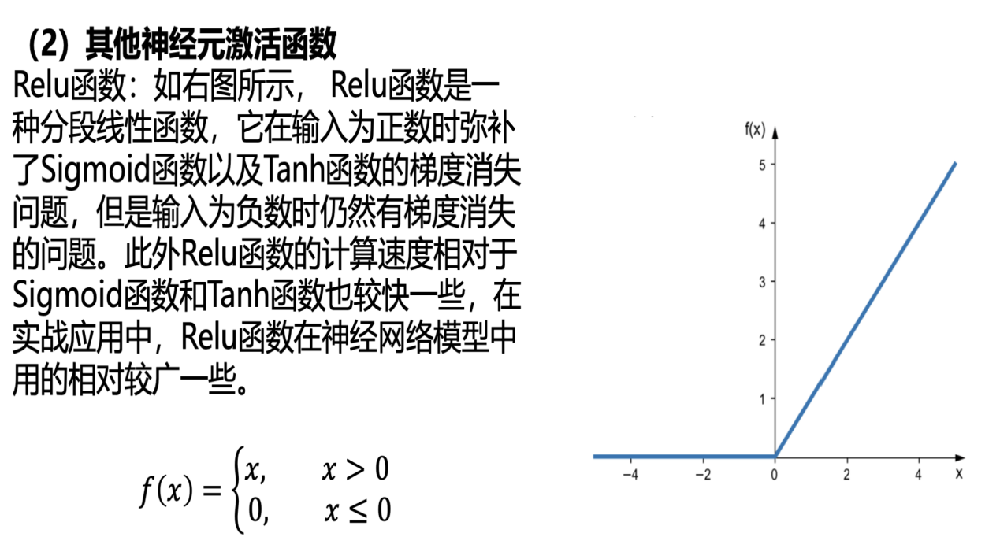 （2）其他神经元激活函数
Relu函数：如右图所示， Relu函数是一
种分段线性函数，它在输入为正数时弥补
了Sigmoid函数以及Tanh函数的梯度消失
问题，但是输入为负数时仍然有梯度消失
的问题。此外Relu函数的计算速度相对于
Sigmoid函数和Tanh函数也较快一些，在
实战应用中，Relu函数在神经网络模型中
用的相对较广一些。
f(x) = {x, x > 0
0, x ≤ 0
f(x)
5
4
3
2
1
−4 −2 0 2 4 x